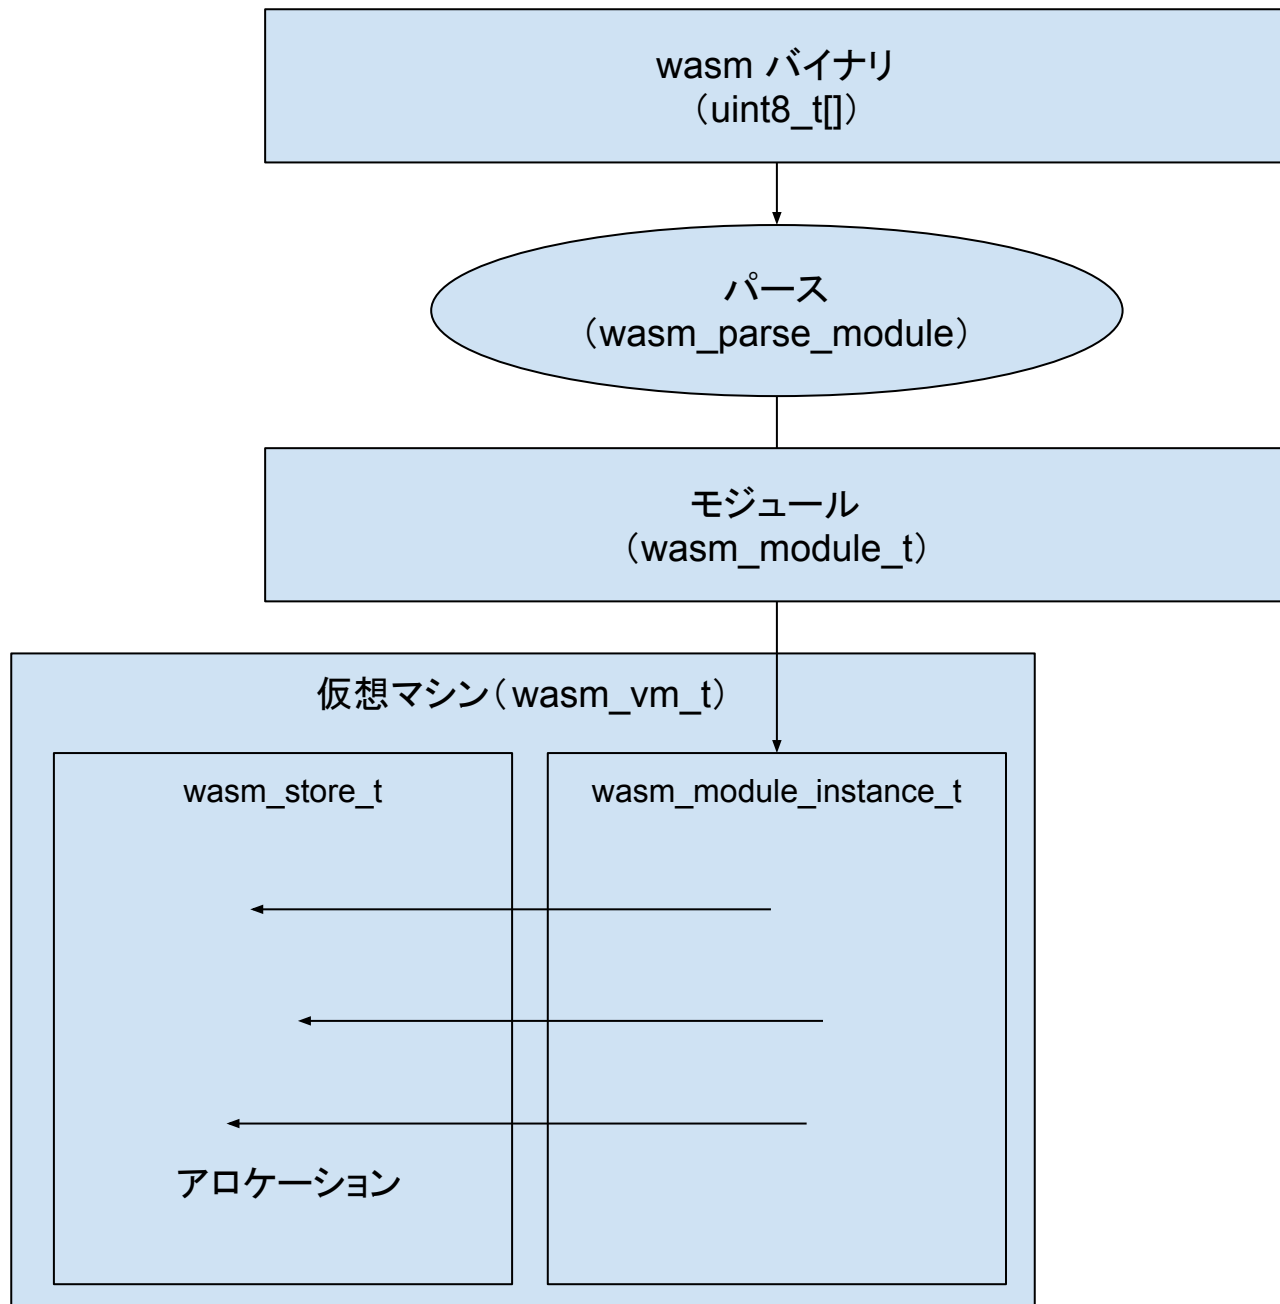 wasm バイナリ
（uint8_t[]）
パース
（wasm_parse_module）
モジュール
（wasm_module_t）
仮想マシン（wasm_vm_t）
wasm_store_t
wasm_module_instance_t
アロケーション